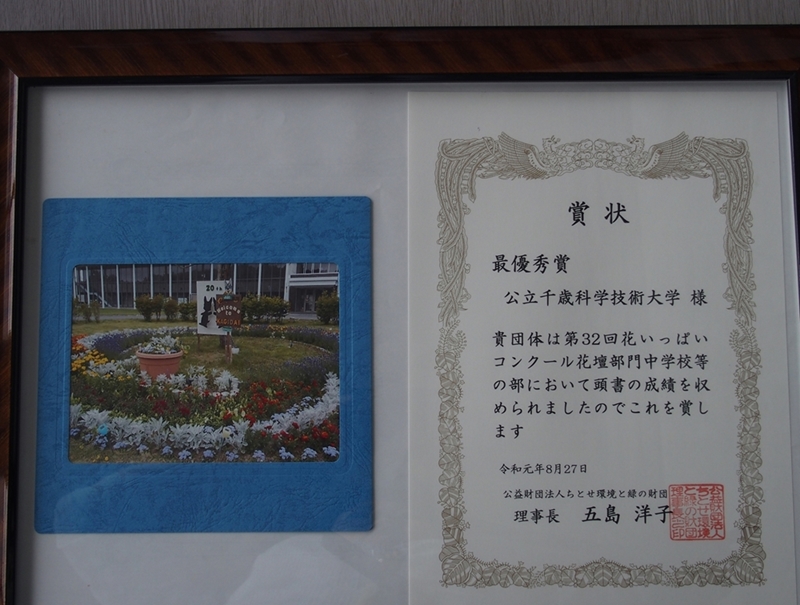 20th
賞状
最優秀賞
公立千歳科学技術大学 様
貴団体は第32回花いっぱい
コンクール花壇部門中学校等
の部において頭書の成績を収
められましたのでこれを賞し
ます
令和元年8月27日
公益財団法人ちとせ環境と緑の財団
理事長 五島 洋子